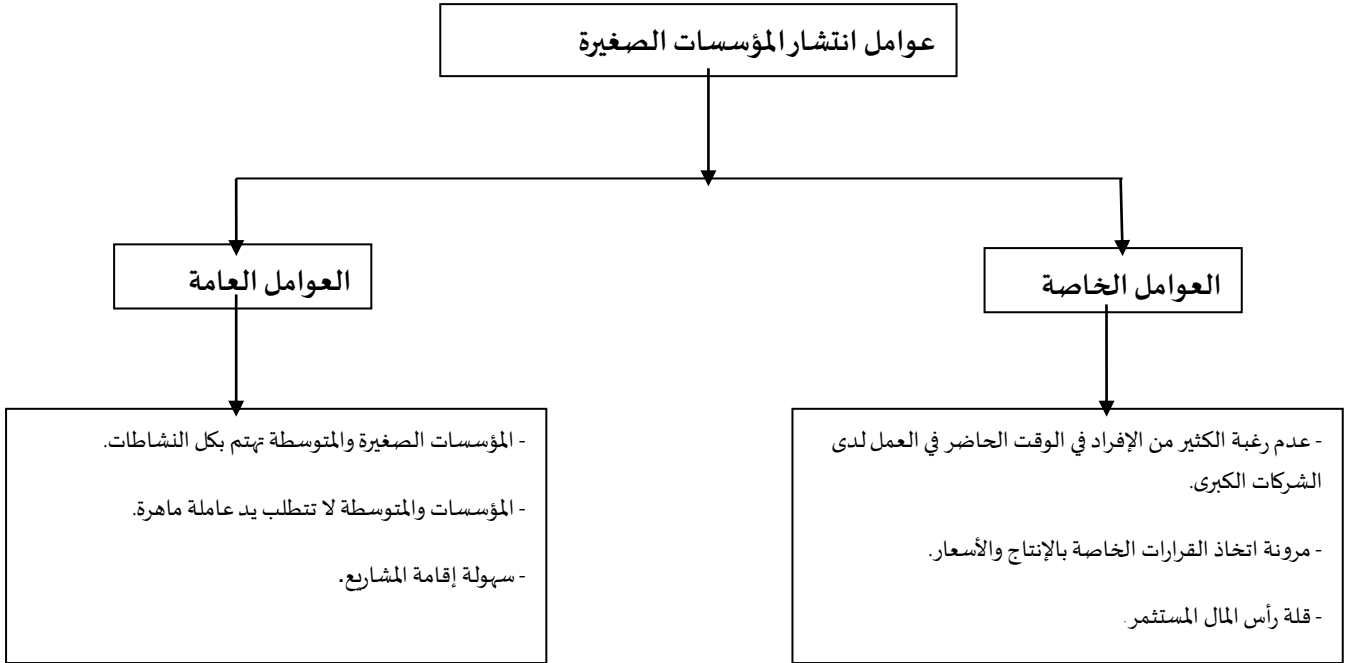 عوامل انتشار المؤسسات الصغيرة
العوامل الخاصة
العوامل العامة
- عدم رغبة الكثير من الإفراد في الوقت الحاضر في العمل لدى
الشركات الكبرى.
- مرونة اتخاذ القرارات الخاصة بالإنتاج والأسعار.
- قلة رأس المال المستثمر.
- المؤسسات الصغيرة والمتوسطة تهتم بكل النشاطات.
- المؤسسات والمتوسطة لا تتطلب يد عاملة ماهرة.
- سهولة إقامة المشاريع.